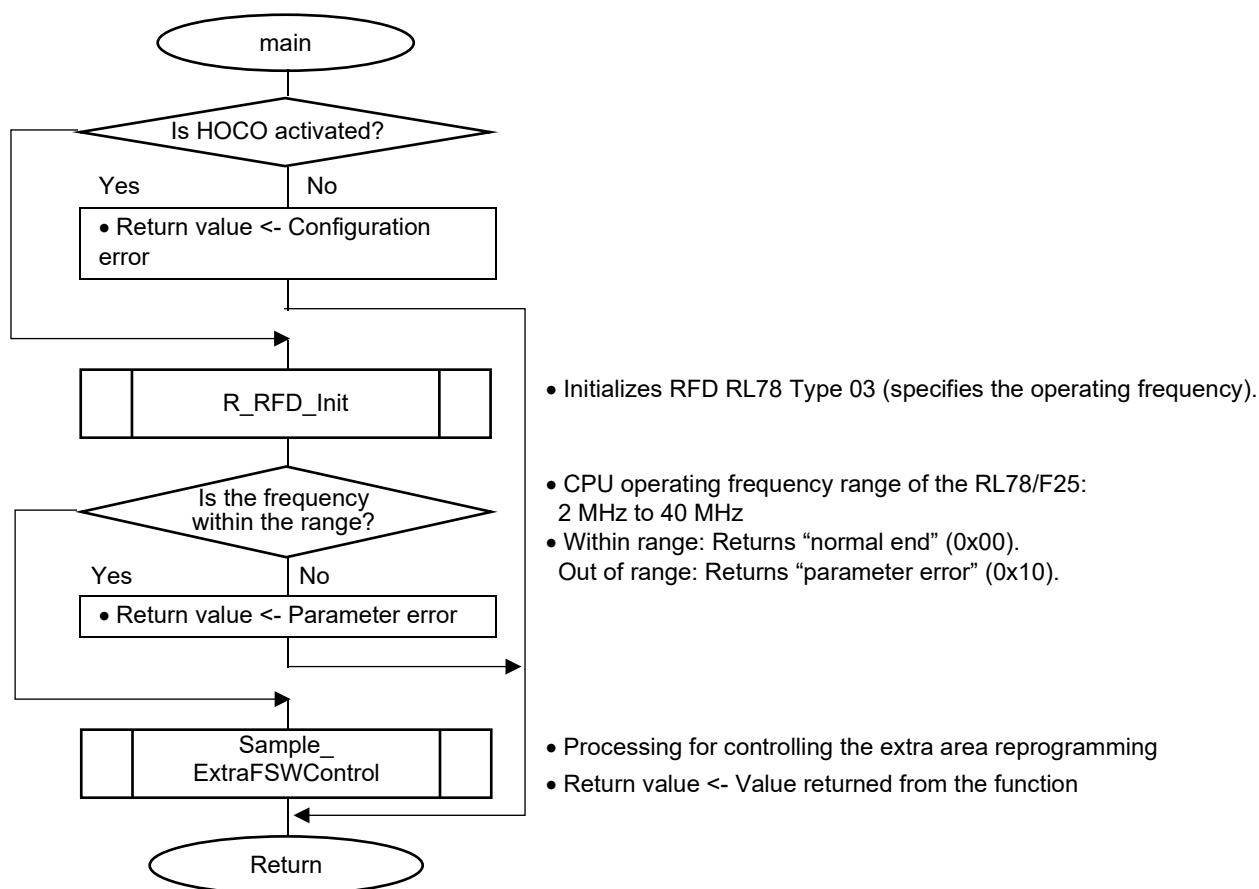 main
Is HOCO activated?
Yes
No
• Return value <- Configuration
error
R_RFD_Init
• Initializes RFD RL78 Type 03 (specifies the operating frequency).
Is the frequency
within the range?
• CPU operating frequency range of the RL78/F25:
2 MHz to 40 MHz
• Within range: Returns “normal end” (0x00).
Out of range: Returns “parameter error” (0x10).
Yes
No
• Return value <- Parameter error
Sample_
ExtraFSWControl
• Processing for controlling the extra area reprogramming
• Return value <- Value returned from the function
Return